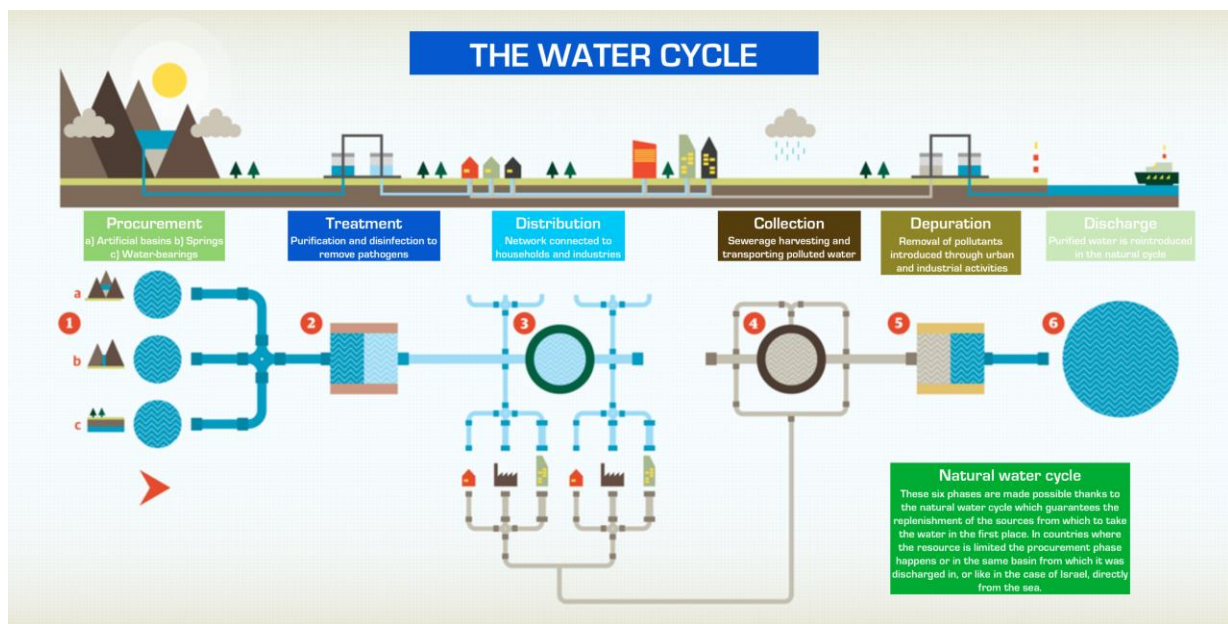 THE WATER CYCLE
Procurement
a) Artificial basins b) Springs
c) Water-bearings
Treatment
Purification and disinfection to
remove pathogens
Distribution
Network connected to
households and industries
Collection
Sewerage harvesting and
transporting polluted water
Depuration
Removal of pollutants
introduced through urban
and industrial activities
Discharge
Purified water is reintroduced
in the natural cycle
a
1
b
c
2
3
4
5
6
Natural water cycle
These six phases are made possible thanks to
the natural water cycle which guarantees the
replenishment of the sources from which to take
the water in the first place. In countries where
the resource is limited the procurement phase
happens or in the same basin from which it was
discharged in, or like in the case of Israel, directly
from the sea.